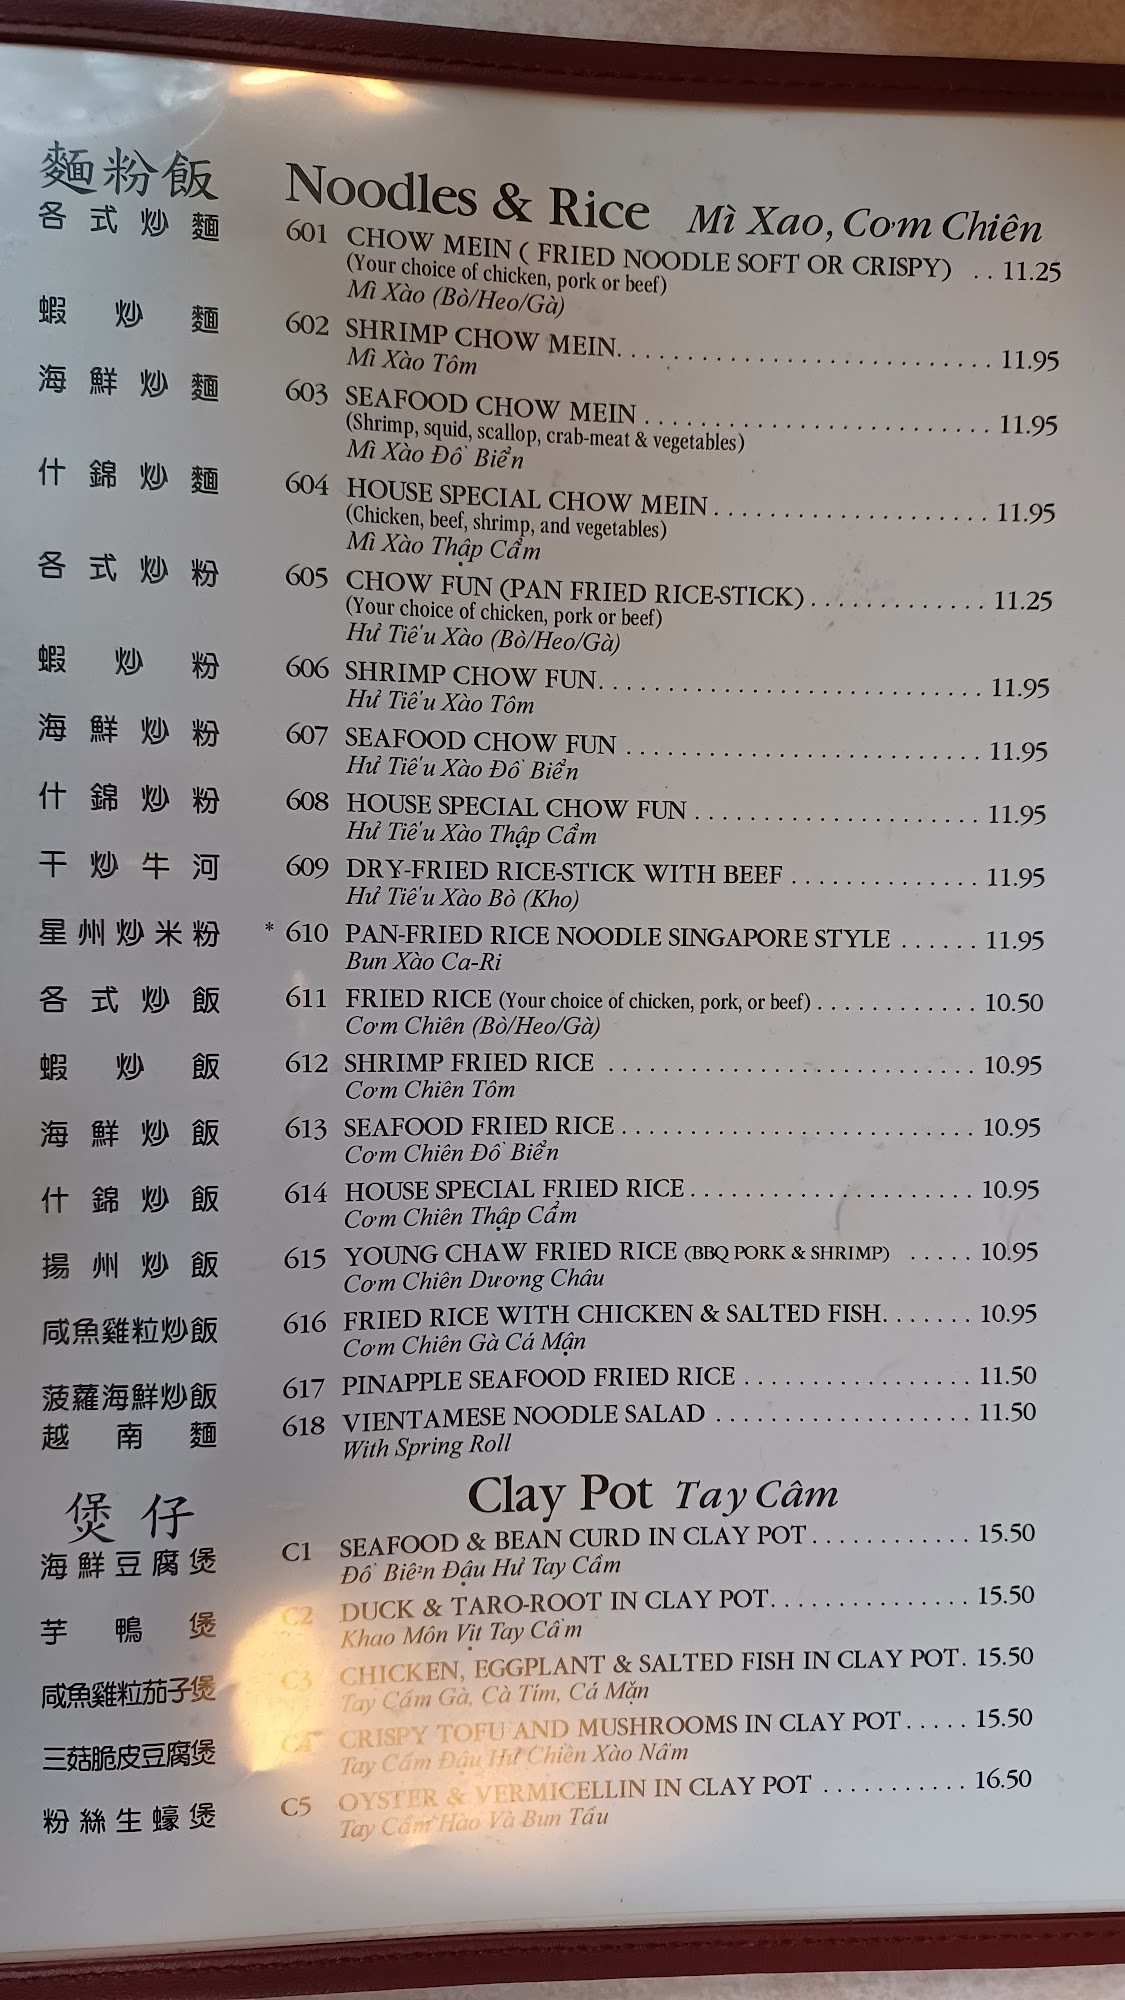 麵粉飯 Noodles & Rice Mì Xao, Cơm Chiên
各式炒麵 601 CHOW MEIN ( FRIED NOODLE SOFT OR CRISPY) . . 11.25
(Your choice of chicken, pork or beef)
Mì Xào (Bò/Heo/Gà)
蝦炒麵 602 SHRIMP CHOW MEIN. . . . . . . . . . . . . . . . . . . . . . . . . . . 11.95
Mì Xào Tôm
海鮮炒麵 603 SEAFOOD CHOW MEIN . . . . . . . . . . . . . . . . . . . . . . . . . 11.95
(Shrimp, squid, scallop, crab-meat & vegetables)
Mì Xào Đồ Biển
什錦炒麵 604 HOUSE SPECIAL CHOW MEIN. . . . . . . . . . . . . . . . . . . . 11.95
(Chicken, beef, shrimp, and vegetables)
Mì Xào Thập Cẩm
各式炒粉 605 CHOW FUN (PAN FRIED RICE-STICK) . . . . . . . . . . . . . 11.25
(Your choice of chicken, pork or beef)
Hủ Tiếu Xào (Bò/Heo/Gà)
蝦炒粉 606 SHRIMP CHOW FUN. . . . . . . . . . . . . . . . . . . . . . . . . . . . 11.95
Hủ Tiếu Xào Tôm
海鮮炒粉 607 SEAFOOD CHOW FUN . . . . . . . . . . . . . . . . . . . . . . . . . . 11.95
Hủ Tiếu Xào Đồ Biển
什錦炒粉 608 HOUSE SPECIAL CHOW FUN . . . . . . . . . . . . . . . . . . . . . 11.95
Hủ Tiếu Xào Thập Cẩm
干炒牛河 609 DRY-FRIED RICE-STICK WITH BEEF . . . . . . . . . . . . . . 11.95
Hủ Tiếu Xào Bò (Kho)
星州炒米粉 * 610 PAN-FRIED RICE NOODLE SINGAPORE STYLE . . . . . . 11.95
Bun Xào Ca-Ri
各式炒飯 611 FRIED RICE (Your choice of chicken, pork, or beef) . . . . . . . . . . . . 10.50
Cơm Chiên (Bò/Heo/Gà)
蝦炒飯 612 SHRIMP FRIED RICE . . . . . . . . . . . . . . . . . . . . . . . . . . . 10.95
Cơm Chiên Tôm
海鮮炒飯 613 SEAFOOD FRIED RICE . . . . . . . . . . . . . . . . . . . . . . . . . . 10.95
Cơm Chiên Đồ Biển
什錦炒飯 614 HOUSE SPECIAL FRIED RICE . . . . . . . . . . . . . . . . . . . . . 10.95
Cơm Chiên Thập Cẩm
揚州炒飯 615 YOUNG CHAW FRIED RICE (BBQ PORK & SHRIMP) . . . . . 10.95
Cơm Chiên Dương Châu
咸魚雞粒炒飯 616 FRIED RICE WITH CHICKEN & SALTED FISH. . . . . . . 10.95
Cơm Chiên Gà Cá Mận
菠蘿海鮮炒飯 617 PINAPPLE SEAFOOD FRIED RICE . . . . . . . . . . . . . . . . . 11.50
越南麵 618 VIENTAMESE NOODLE SALAD . . . . . . . . . . . . . . . . . . . 11.50
With Spring Roll
煲仔 Clay Pot Tay Câm
海鮮豆腐煲 C1 SEAFOOD & BEAN CURD IN CLAY POT . . . . . . . . . . . . 15.50
Đồ Biển Đậu Hủ Tay Cầm
芋鴨煲 C2 DUCK & TARO-ROOT IN CLAY POT. . . . . . . . . . . . . . . 15.50
Khao Môn Vịt Tay Cầm
咸魚雞粒茄子煲 C3 CHICKEN, EGGPLANT & SALTED FISH IN CLAY POT. 15.50
Tay Cầm Gà, Cà Tím, Cá Mặn
三菇脆皮豆腐煲 C4 CRISPY TOFU AND MUSHROOMS IN CLAY POT . . . . . 15.50
Tay Cầm Đậu Hủ Chiên Xào Nấm
粉絲生蠔煲 C5 OYSTER & VERMICELLIN IN CLAY POT . . . . . . . . . . . 16.50
Tay Cầm Hào Và Bun Tầu